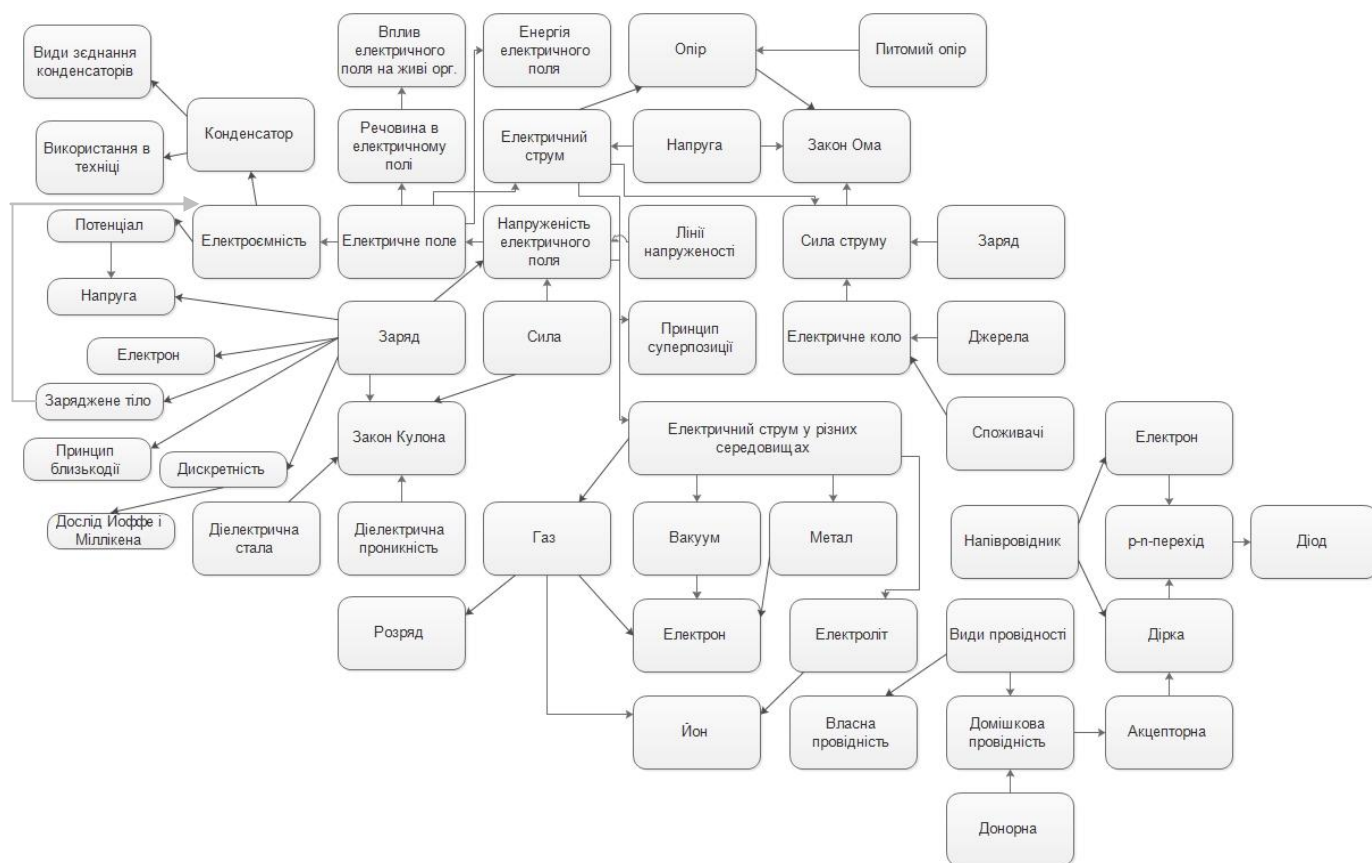 Види зєднання
конденсаторів
Вплив
електричного
поля на живі орг.
Енергія
електричного
поля
Опір
Питомий опір
Конденсатор
Використання в
техніці
Речовина в
електричному
полі
Електричний
струм
Напруга
Закон Ома
Потенціал
Електроємність
Електричне поле
Напруженість
електричного
поля
Лінії
напруженості
Сила струму
Заряд
Напруга
Заряд
Сила
Принцип
суперпозиції
Електричне коло
Джерела
Електрон
Заряджене тіло
Закон Кулона
Електричний струм у різних
середовищах
Споживачі
Електрон
Принцип
близькодії
Дискретність
Дослід Йоффе і
Міллікена
Діелектрична
стала
Діелектрична
проникність
Газ
Вакуум
Метал
Напівровідник
p-n-перехід
Діод
Розряд
Електрон
Електроліт
Види провідності
Дірка
Йон
Власна
провідність
Домішкова
провідність
Акцепторна
Донорна